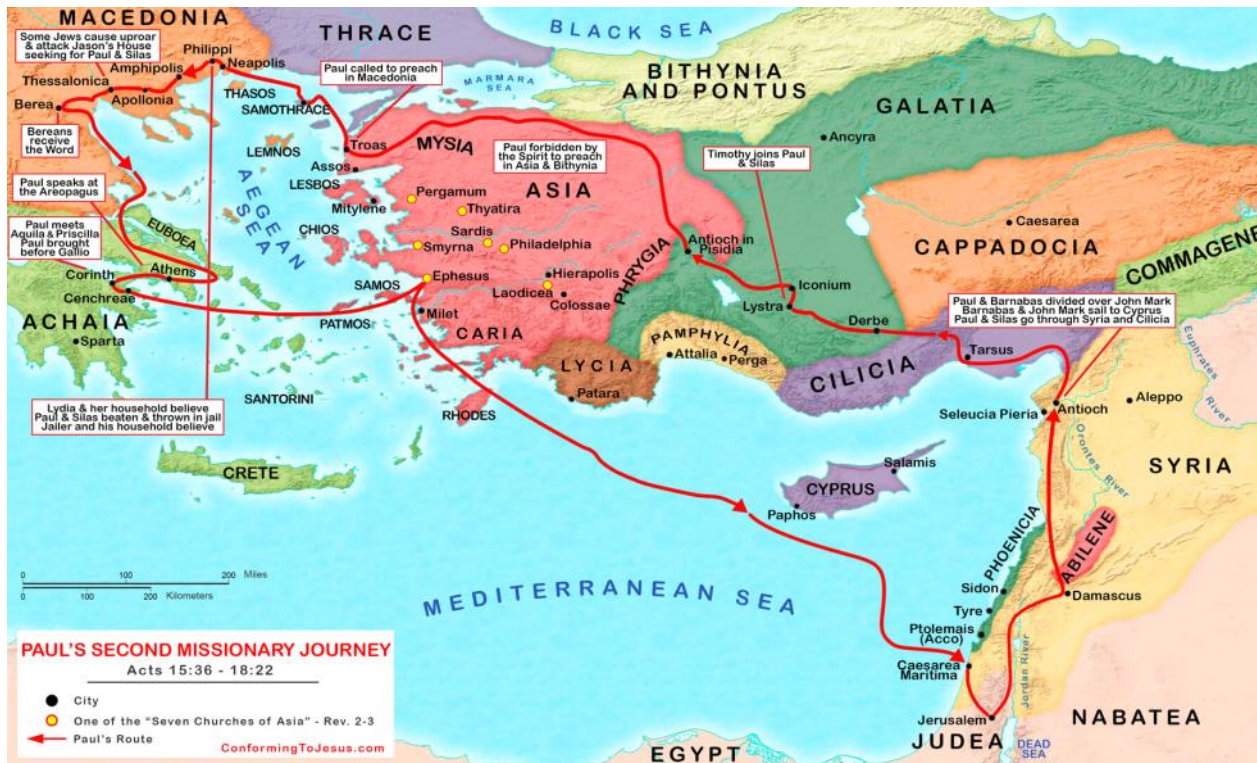 MACEDONIA
THRACE
BLACK SEA
BITHYNIA
AND PONTUS
GALATIA
Some Jews cause uproar
& attack Jason's House
seeking for Paul & Silas
Philippi
Neapolis
Amphipolis
Thessalonica
Apollonia
Berea
Paul called to preach
in Macedonia
MARMARA
SEA
THASOS
SAMOTHRACE
Bereans
receive
the Word
LEMNOS
Troas
Assos
MYSIA
Paul forbidden by
the Spirit to preach
in Asia & Bithynia
Timothy joins Paul
& Silas
Ancyra
Paul speaks at
the Areopagus
AEGEAN
SEA
LESBOS
Mitylene
Pergamum
ASIA
Thyatira
Caesarea
CAPPADOCIA
COMMAGENE
Paul meets
Aquila & Priscilla
Paul brought
before Gallio
EUBOEA
CHIOS
Sardis
Smyrna
Philadelphia
Antioch in
Pisidia
PHRYGIA
Corinth
Athens
Cenchreae
SAMOS
Ephesus
Hierapolis
Laodicea
Colossae
Iconium
Lystra
Derbe
Paul & Barnabas divided over John Mark
Barnabas & John Mark sail to Cyprus
Paul & Silas go through Syria and Cilicia
ACHAIA
Sparta
PATMOS
Milet
CARIA
PAMPHYLIA
Attalia
Perga
LYCIA
Patara
CILICIA
Tarsus
Euphrates
River
SANTORINI
RHODES
Lydia & her household believe
Paul & Silas beaten & thrown in jail
Jailer and his household believe
Seleucia Pieria
Antioch
Aleppo
Orontes
River
SYRIA
CRETE
Salamis
CYPRUS
Paphos
PHOENICIA
ABILENE
0
100
200
Miles
0
100
200
Kilometers
MEDITERRANEAN SEA
Sidon
Damascus
Tyre
Ptolemais
(Acco)
Caesarea
Maritima
Jordan River
Jerusalem
JUDEA
DEAD
SEA
NABATEA
EGYPT
PAUL'S SECOND MISSIONARY JOURNEY
Acts 15:36 - 18:22
City
One of the "Seven Churches of Asia" - Rev. 2-3
Paul's Route
ConformingToJesus.com